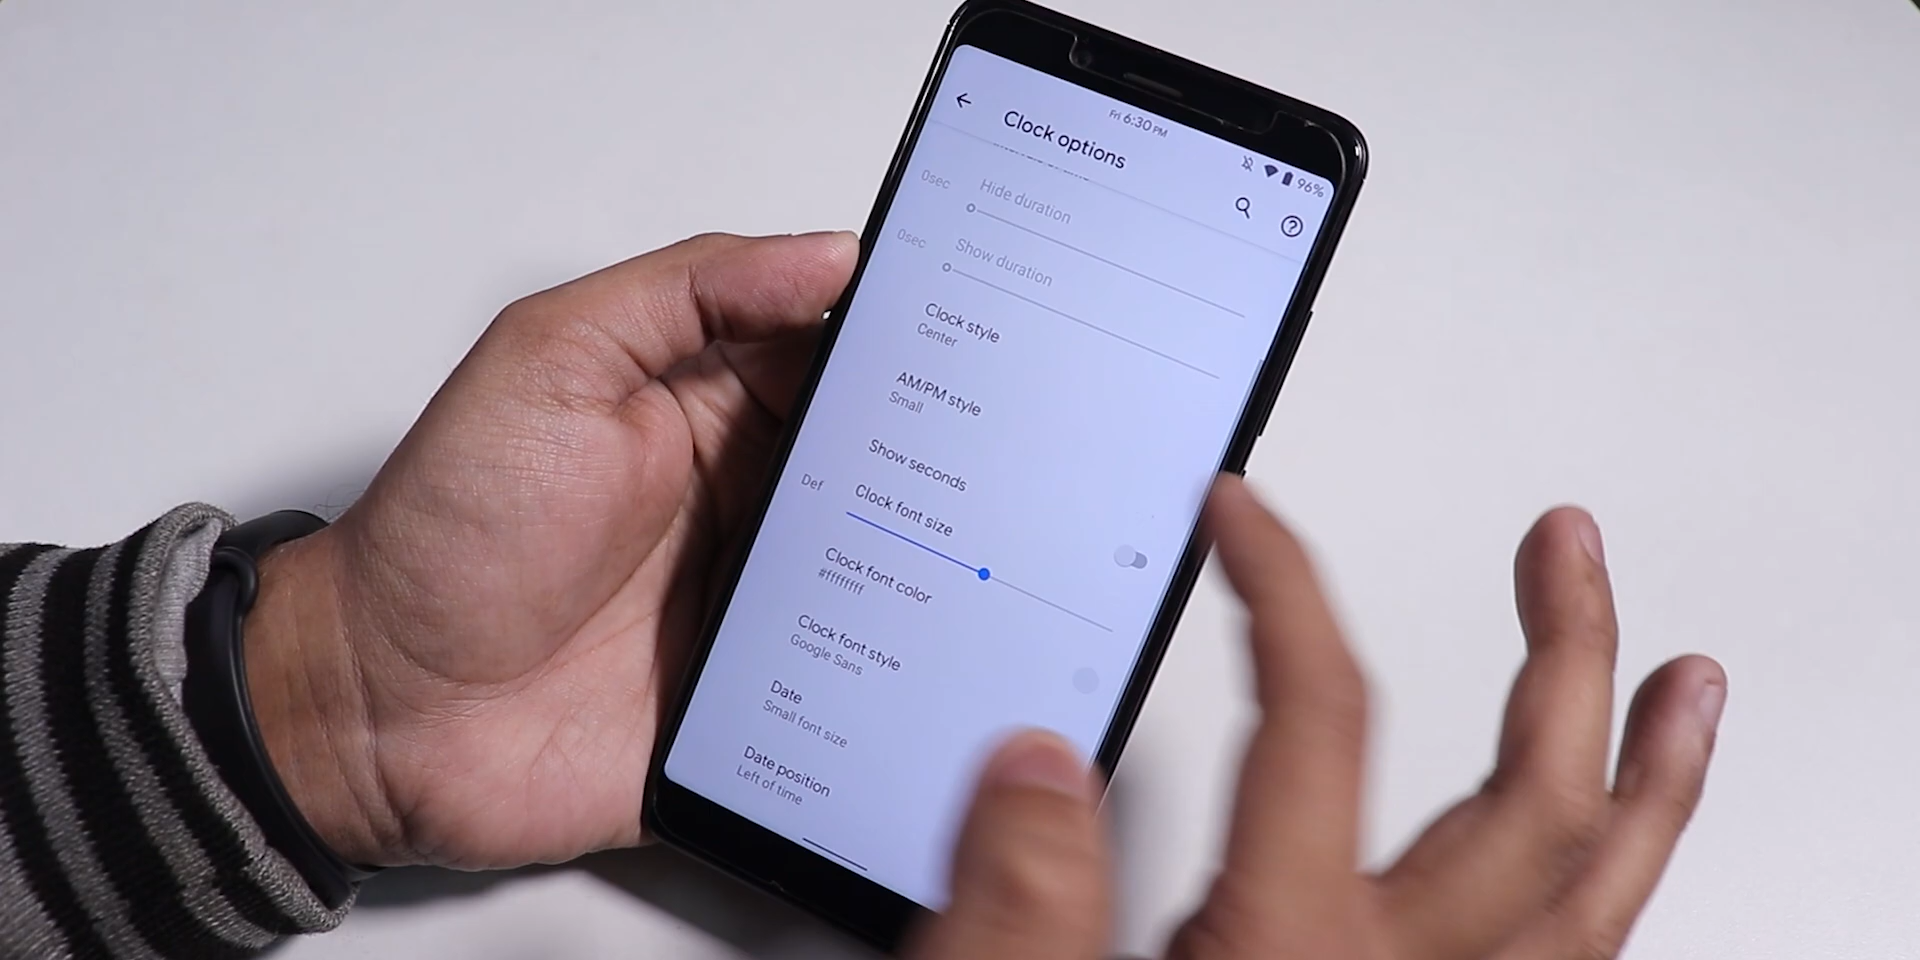 Fri 6:30 PM
96%
Clock options
0sec
Hide duration
0sec
Show duration
Clock style
Center
AM/PM style
Small
Show seconds
Def
Clock font size
Clock font color
#ffffffff
Clock font style
Google Sans
Date
Small font size
Date position
Left of time